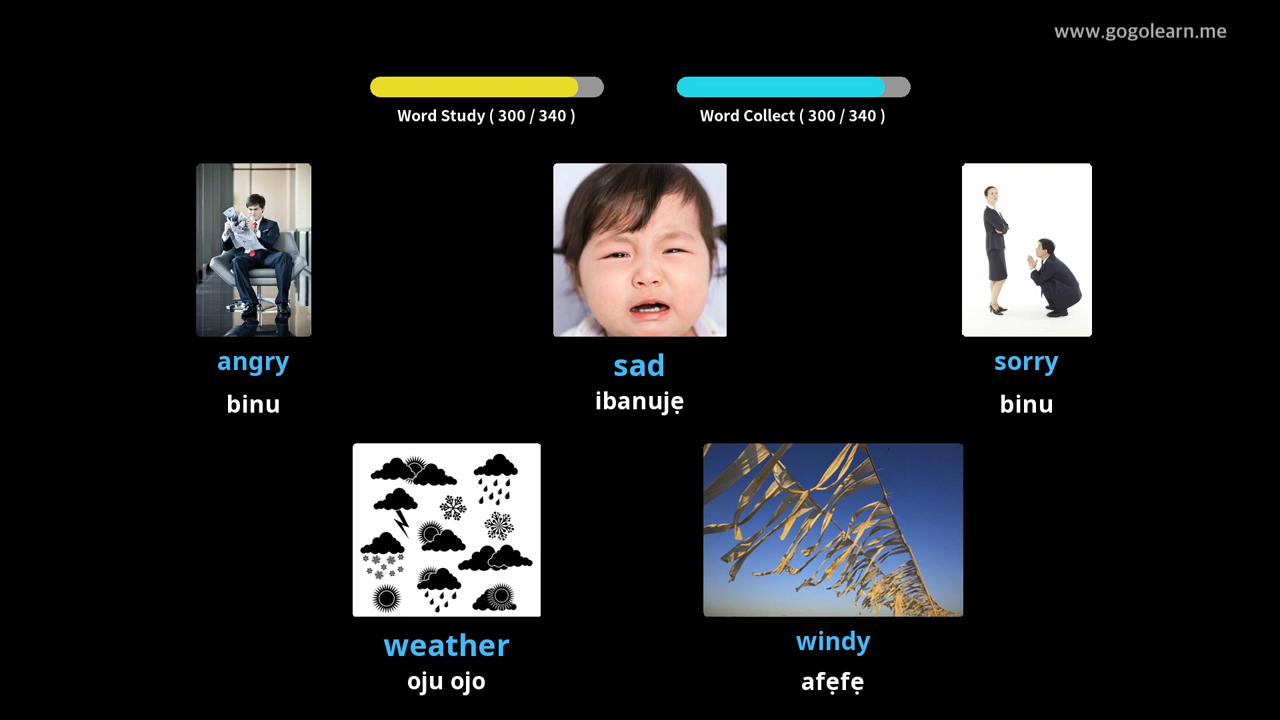 www.gogolearn.me
Word Study ( 300 / 340 )
Word Collect ( 300 / 340 )
angry
binu
sad
ibanujẹ
sorry
binu
weather
oju ojo
windy
afẹfẹ